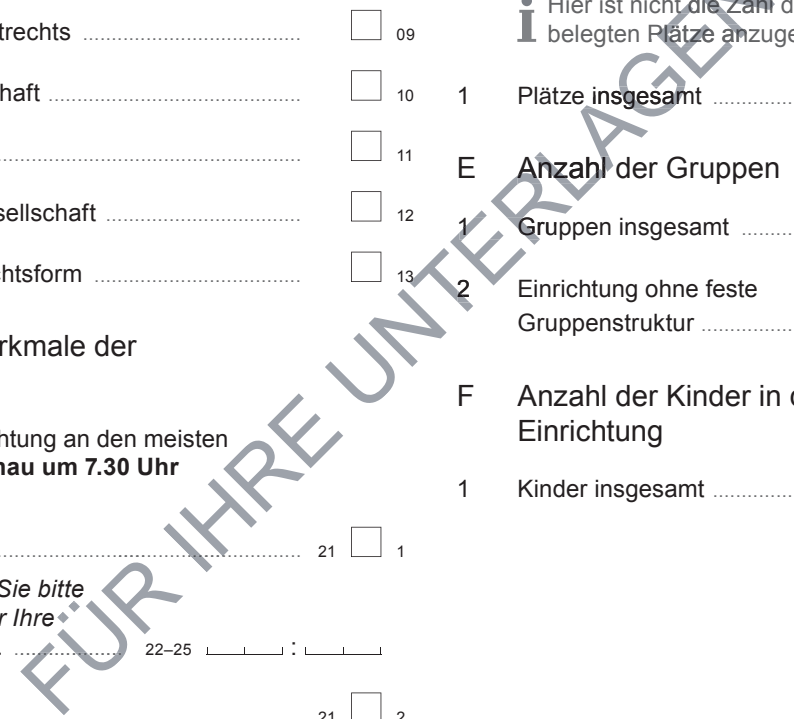 trechts ........ 09
haft ........ 10
........ 11
sellschaft ........ 12
chtsform ........ 13
rkmale der
htung an den meisten
nau um 7.30 Uhr
........ 21 1
Sie bitte
r Ihre
........ 22–25 :
21 2
Hier ist nicht die Zahl d
i belegten Plätze anzuge
1 Plätze insgesamt ........
E Anzahl der Gruppen
1 Gruppen insgesamt ........
2 Einrichtung ohne feste
Gruppenstruktur ........
F Anzahl der Kinder in
Einrichtung
1 Kinder insgesamt ........
FÜR IHRE UNTERLAGEN